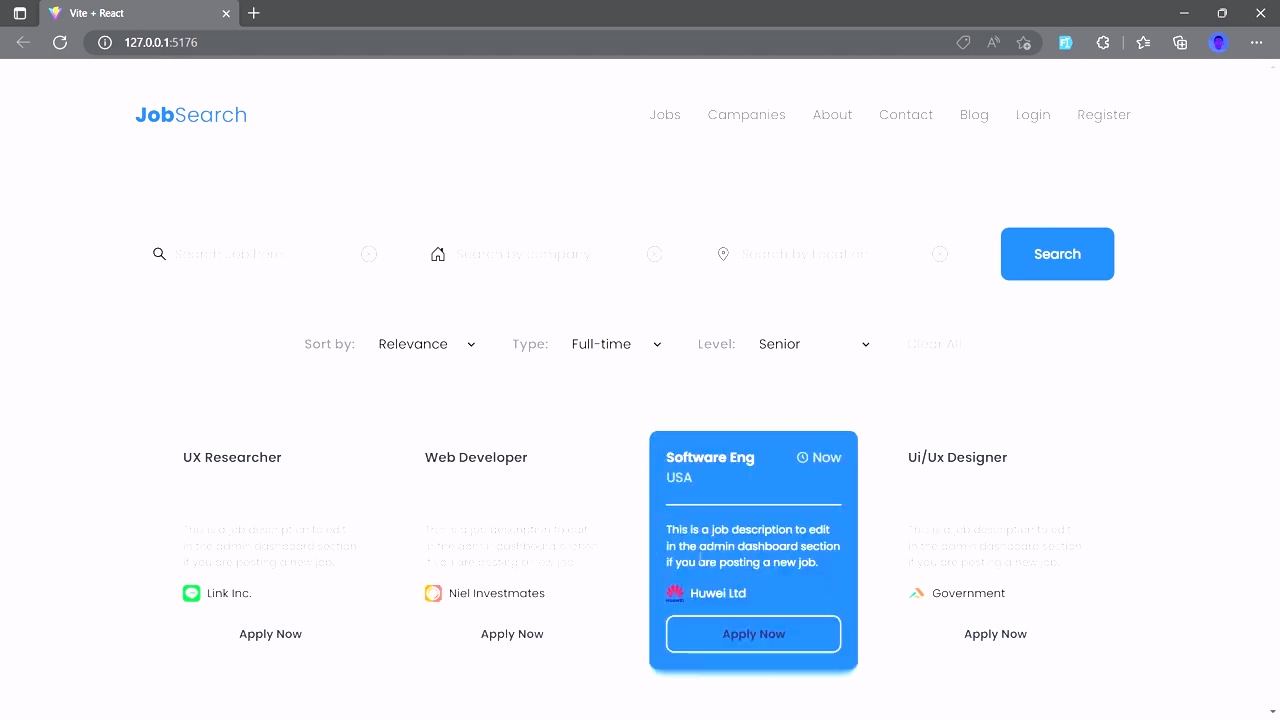 Vite + React
127.0.0.1:5176
JobSearch
Jobs Companies About Contact Blog Login Register
Search Job here Search by company Search by Location Search
Sort by: Relevance Type: Full-time Level: Senior Clear All
UX Researcher
This is a job description to edit
in the admin dashboard section
if you are posting a new job.
Link Inc.
Apply Now
Web Developer
This is a job description to edit
in the admin dashboard section
if you are posting a new job
Niel Investmates
Apply Now
Software Eng Now
USA
This is a job description to edit
in the admin dashboard section
if you are posting a new job.
HUAWEI Huwei Ltd
Apply Now
Ui/Ux Designer
This is a job description to edit
in the admin dashboard section
if you are posting a new job.
Government
Apply Now